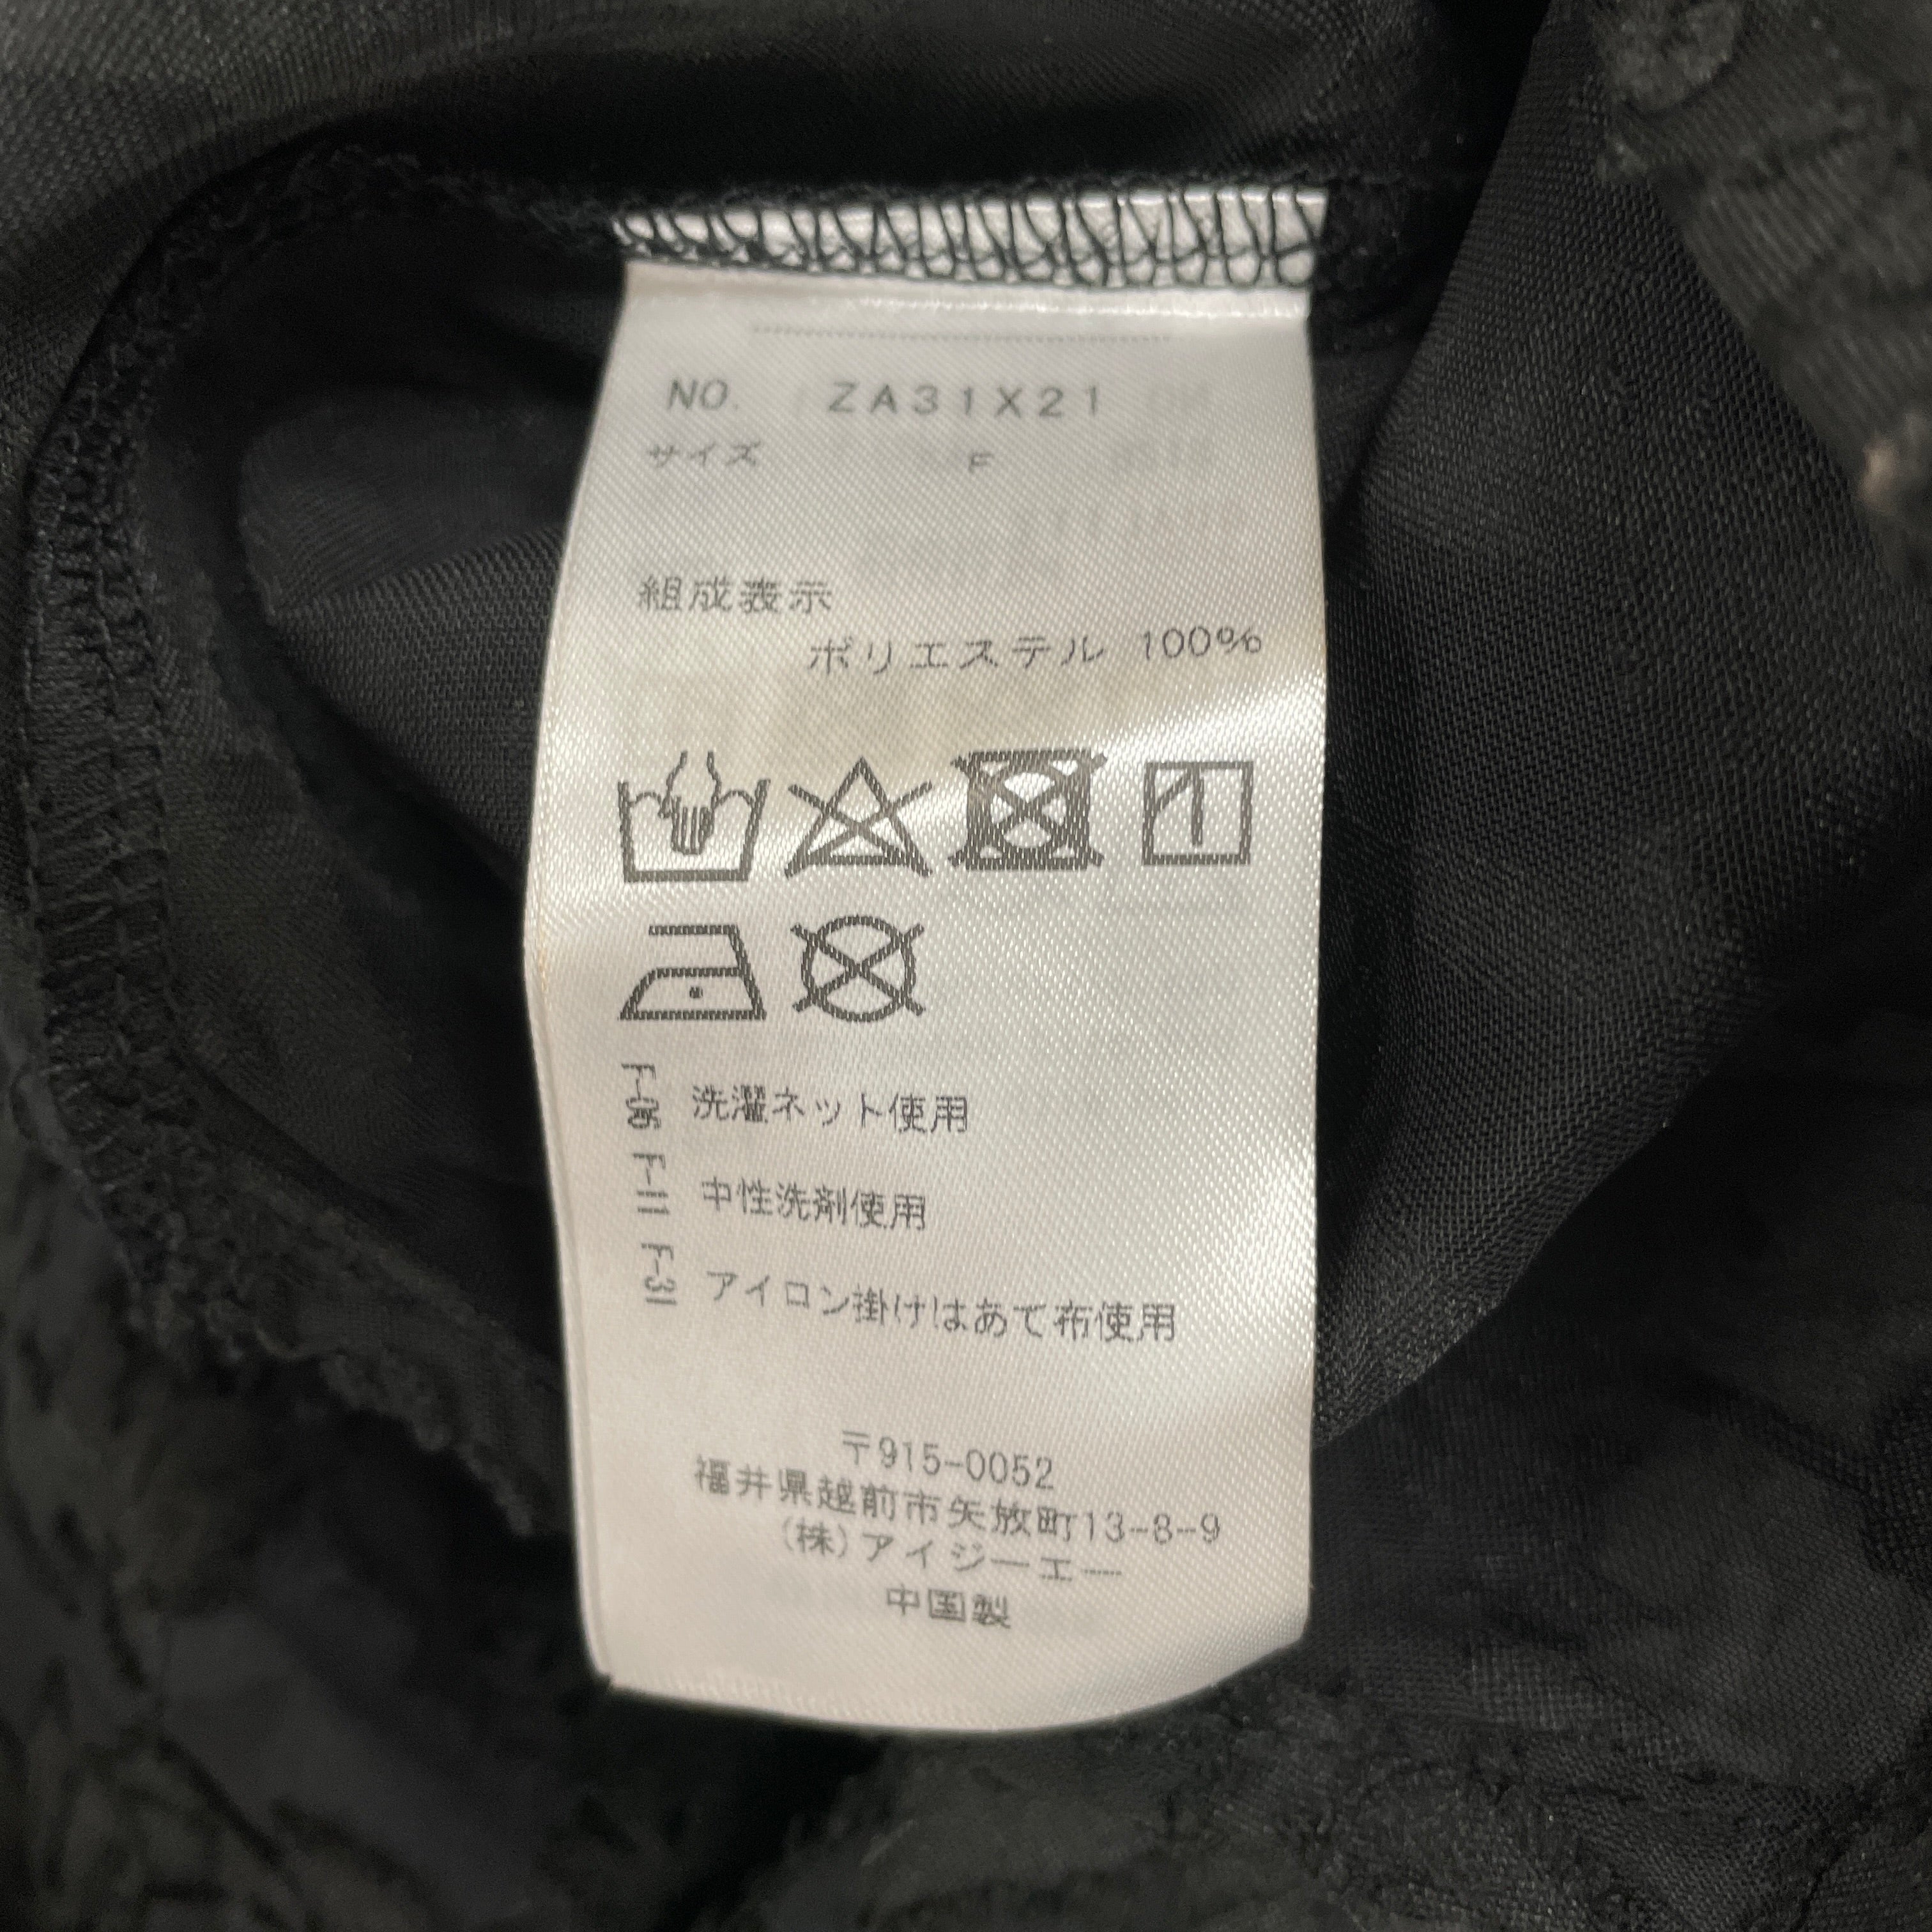 NO. ZA31X21
サイズ F
組成表示
ポリエステル 100%
F-06 洗濯ネット使用
F-11 中性洗剤使用
F-31 アイロン掛けはあて布使用
〒915-0052
福井県越前市矢放町13-8-9
(株)アイジーエー
中国製